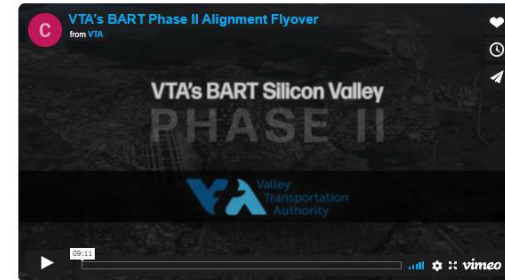 C
VTA's BART Phase II Alignment Flyover
from VTA
VTA's BART Silicon Valley
PHASE II
VTA
Valley
Transportation
Authority
09:11
vimeo